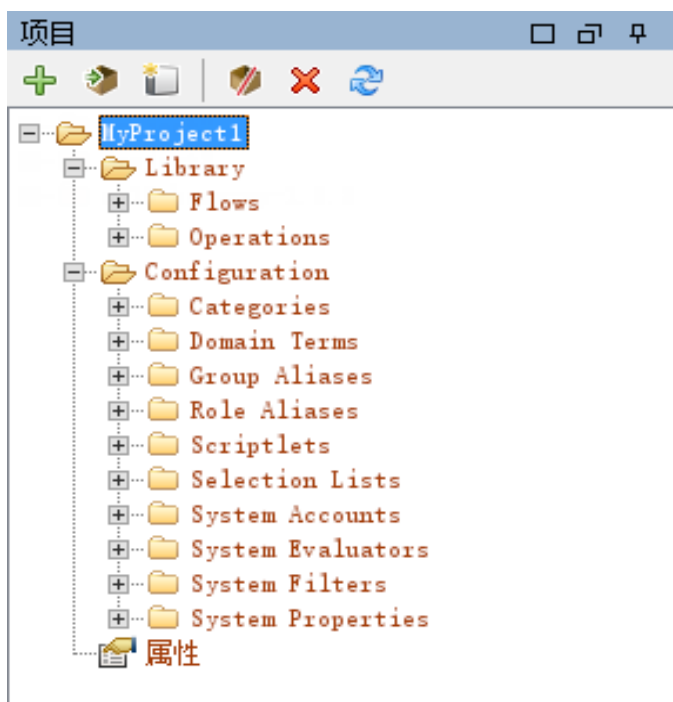 项目
MyProject1
Library
Flows
Operations
Configuration
Categories
Domain Terms
Group Aliases
Role Aliases
Scriptlets
Selection Lists
System Accounts
System Evaluators
System Filters
System Properties
属性